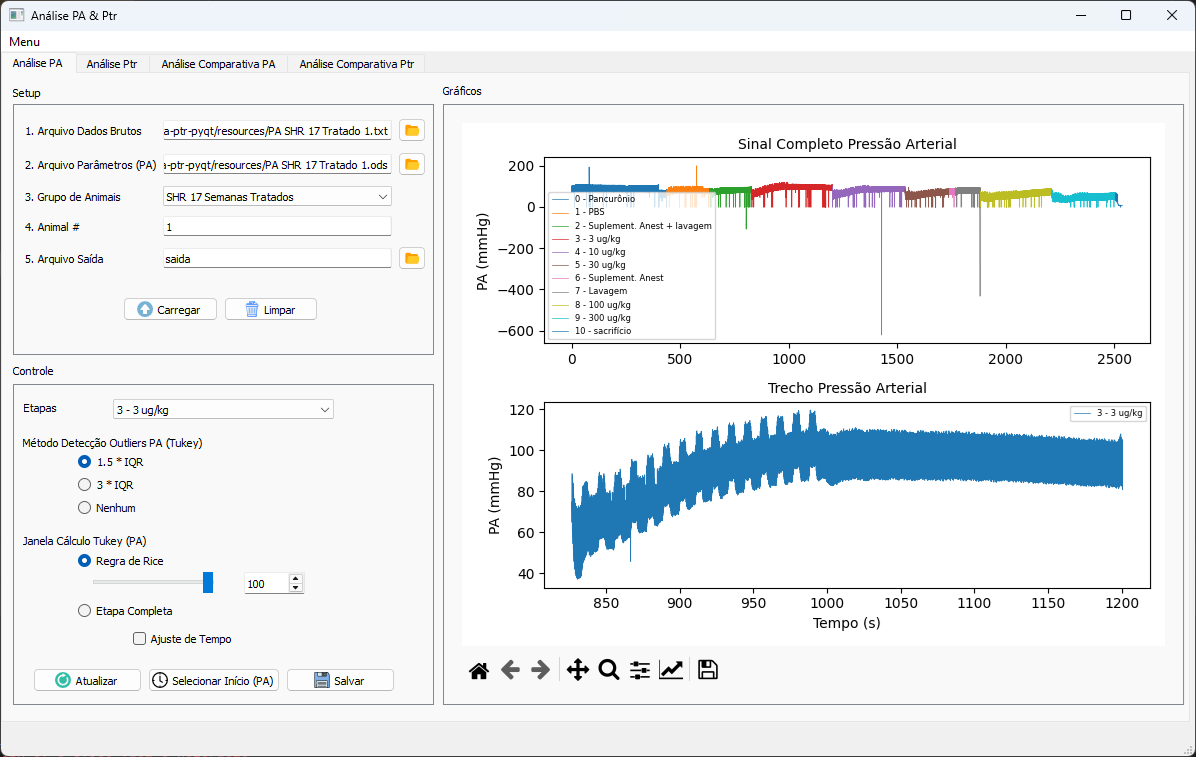 Análise PA & Ptr
Menu
Análise PA
Análise Ptr
Análise Comparativa PA
Análise Comparativa Ptr
Setup
1. Arquivo Dados Brutos
a-ptr-pyqt/resources/PA SHR 17 Tratado 1.txt
2. Arquivo Parâmetros (PA)
a-ptr-pyqt/resources/PA SHR 17 Tratado 1.ods
3. Grupo de Animais
SHR 17 Semanas Tratados
4. Animal #
1
5. Arquivo Saída
saida
Carregar
Limpar
Controle
Etapas
3 - 3 ug/kg
Método Detecção Outliers PA (Tukey)
1.5 * IQR
3 * IQR
Nenhum
Janela Cálculo Tukey (PA)
Regra de Rice
100
Etapa Completa
Ajuste de Tempo
Atualizar
Selecionar Início (PA)
Salvar
Gráficos
Sinal Completo Pressão Arterial
PA (mmHg)
200
0
−200
−400
−600
0 - Pancurônio
1 - PBS
2 - Suplement. Anest + lavagem
3 - 3 ug/kg
4 - 10 ug/kg
5 - 30 ug/kg
6 - Suplement. Anest
7 - Lavagem
8 - 100 ug/kg
9 - 300 ug/kg
10 - sacrifício
0 500 1000 1500 2000 2500
Trecho Pressão Arterial
PA (mmHg)
120
100
80
60
40
3 - 3 ug/kg
850 900 950 1000 1050 1100 1150 1200
Tempo (s)